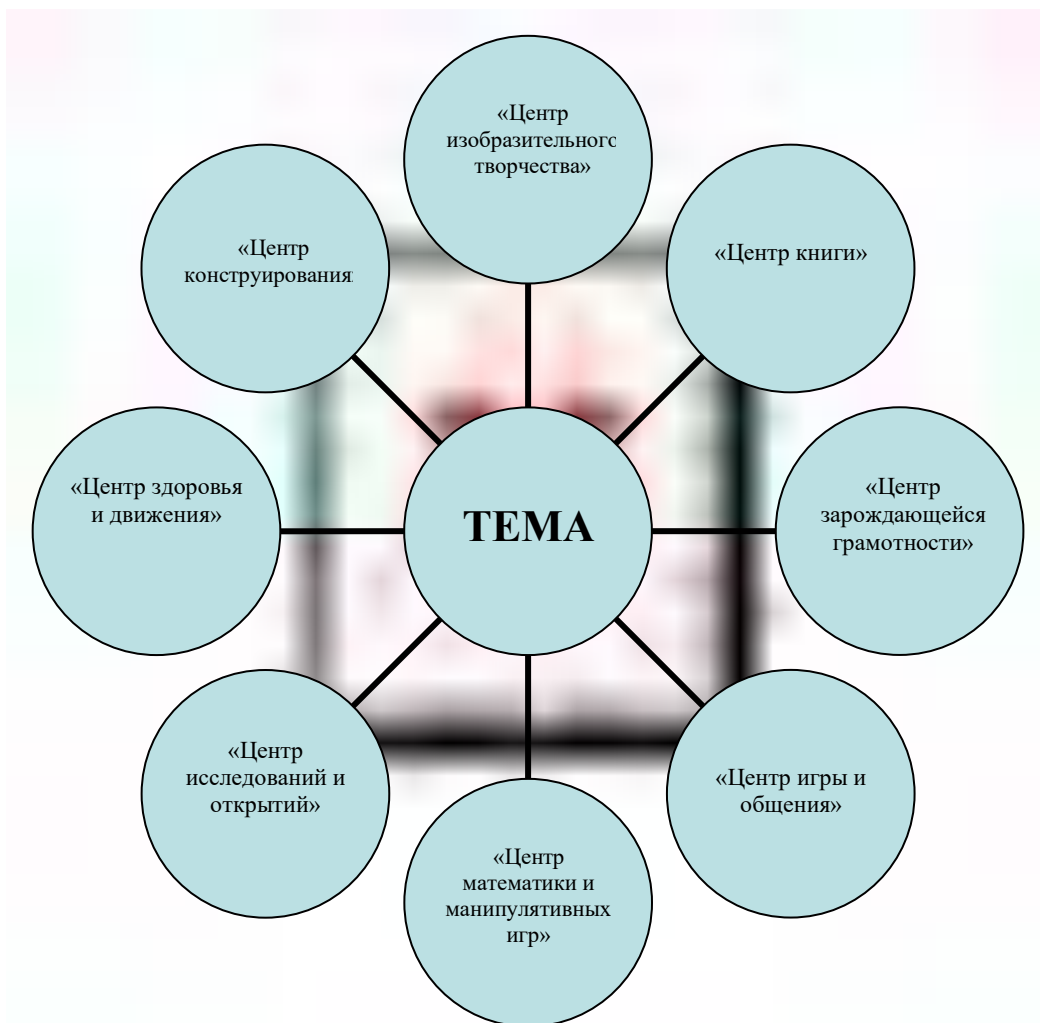 «Центр
изобразительного
творчества»
«Центр
конструирования
«Центр книги»
«Центр здоровья
и движения»
ТЕМА
«Центр
зарождающейся
грамотности»
«Центр
исследований и
открытий»
«Центр игры и
общения»
«Центр
математики и
манипулятивных
игр»